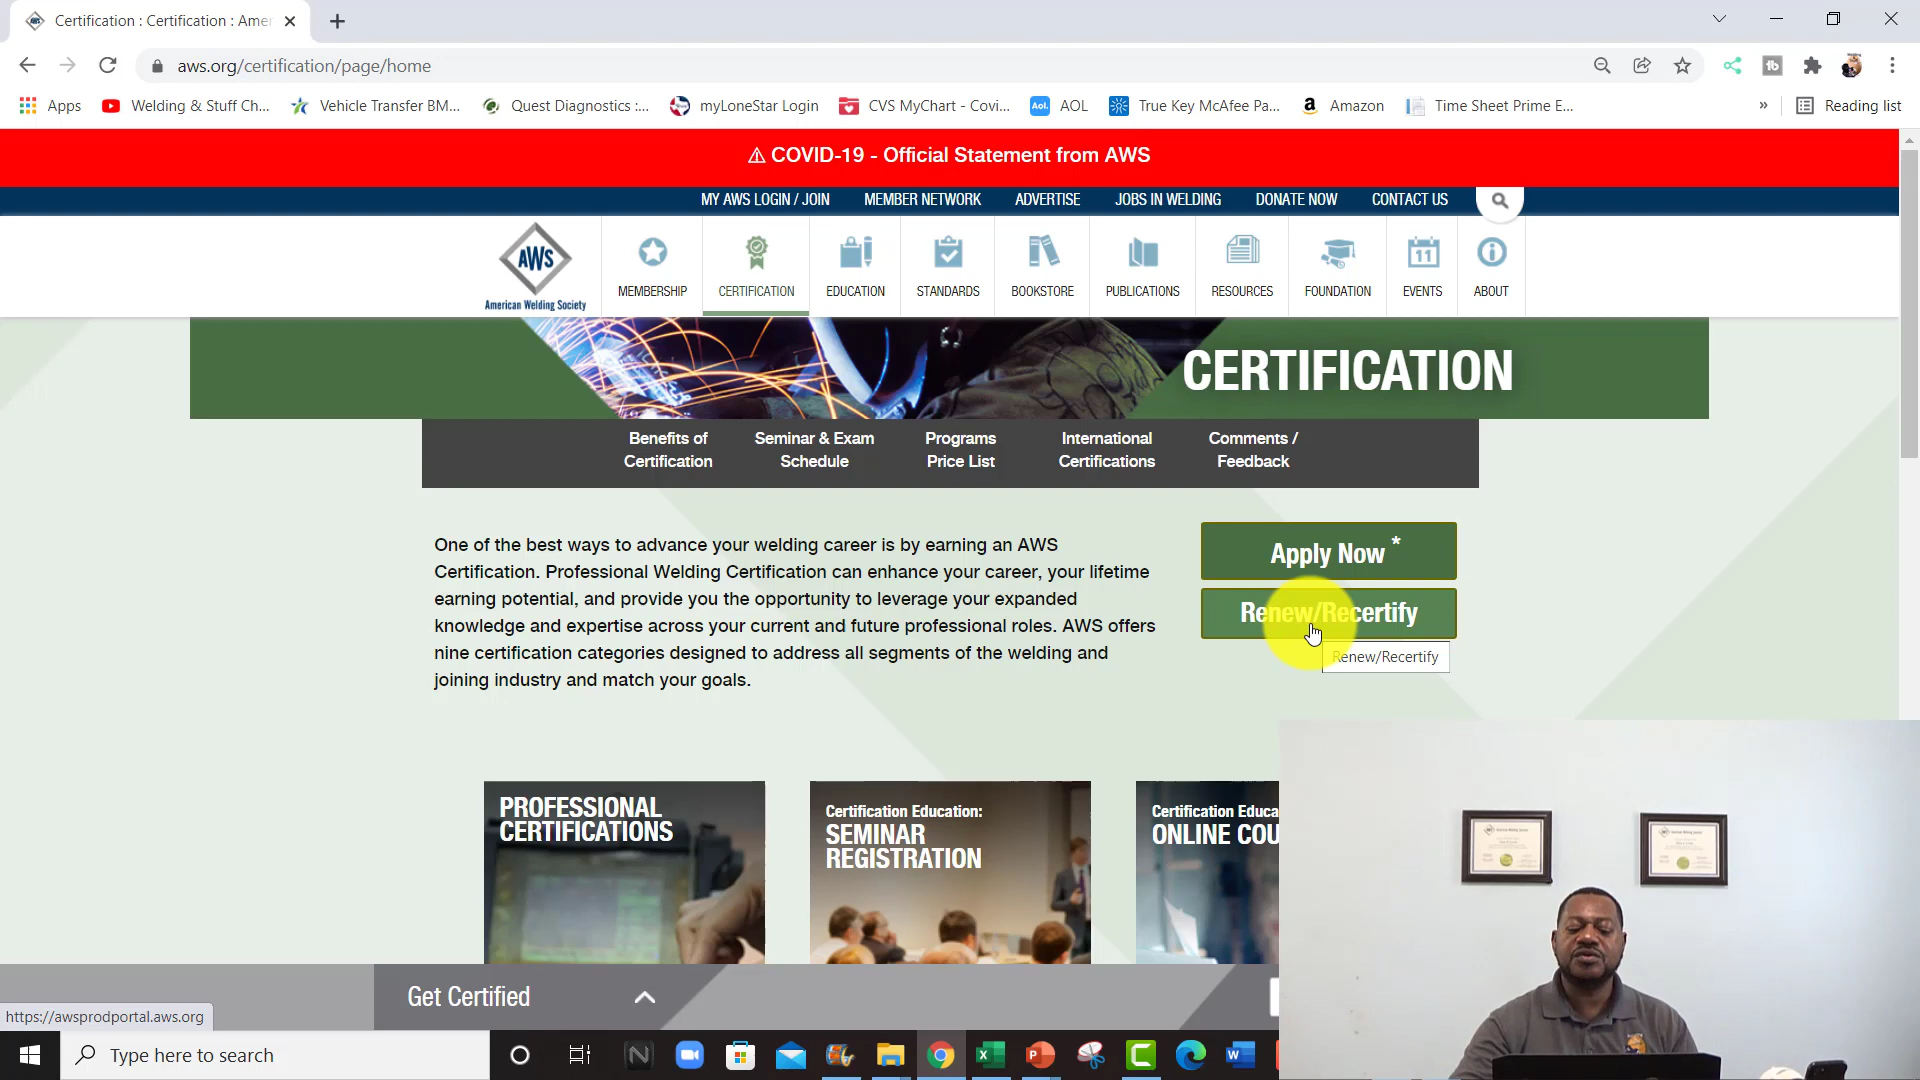 Certification : Certification : Amer
aws.org/certification/page/home
Apps
Welding & Stuff Ch...
Vehicle Transfer BM...
Quest Diagnostics :...
myLoneStar Login
CVS MyChart - Covi...
Aol.
AOL
True Key McAfee Pa...
Amazon
Time Sheet Prime E...
»
Reading list
COVID-19 - Official Statement from AWS
MY AWS LOGIN / JOIN
MEMBER NETWORK
ADVERTISE
JOBS IN WELDING
DONATE NOW
CONTACT US
AWS
American Welding Society
MEMBERSHIP
CERTIFICATION
EDUCATION
STANDARDS
BOOKSTORE
PUBLICATIONS
RESOURCES
FOUNDATION
11
EVENTS
ABOUT
CERTIFICATION
Benefits of
Certification
Seminar & Exam
Schedule
Programs
Price List
International
Certifications
Comments /
Feedback
One of the best ways to advance your welding career is by earning an AWS
Certification. Professional Welding Certification can enhance your career, your lifetime
earning potential, and provide you the opportunity to leverage your expanded
knowledge and expertise across your current and future professional roles. AWS offers
nine certification categories designed to address all segments of the welding and
joining industry and match your goals.
Apply Now *
Renew/Recertify
Renew/Recertify
PROFESSIONAL
CERTIFICATIONS
Certification Education:
SEMINAR
REGISTRATION
Certification Educa
ONLINE COU
Get Certified
https://awsprodportal.aws.org
Type here to search